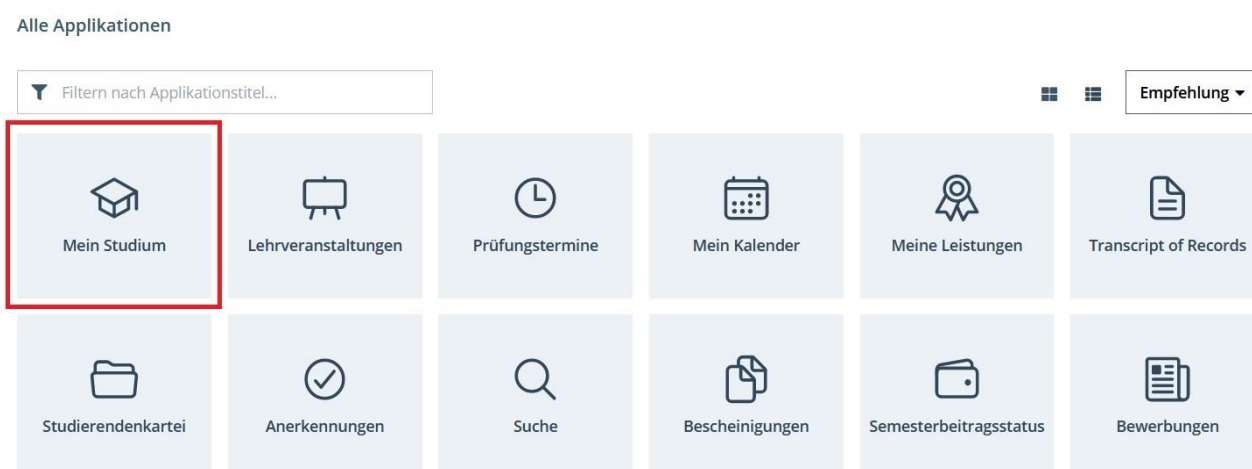 Alle Applikationen
Filtern nach Applikationstitel...
Empfehlung
Mein Studium
Lehrveranstaltungen
Prüfungstermine
Mein Kalender
Meine Leistungen
Transcript of Records
Studierendenkartei
Anerkennungen
Suche
Bescheinigungen
Semesterbeitragsstatus
Bewerbungen